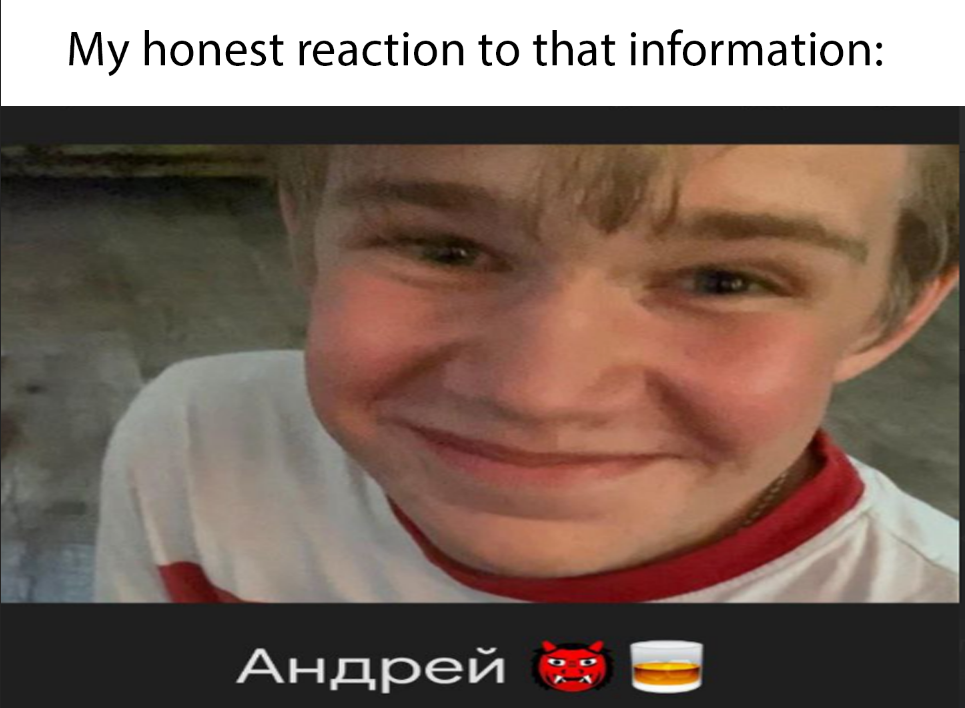 My honest reaction to that information:
Андрей 👹 🥃